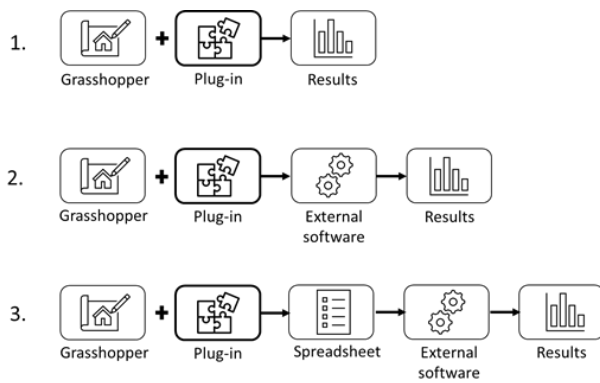 1.
Grasshopper
Plug-in
Results
2.
Grasshopper
Plug-in
External
software
Results
3.
Grasshopper
Plug-in
Spreadsheet
External
software
Results